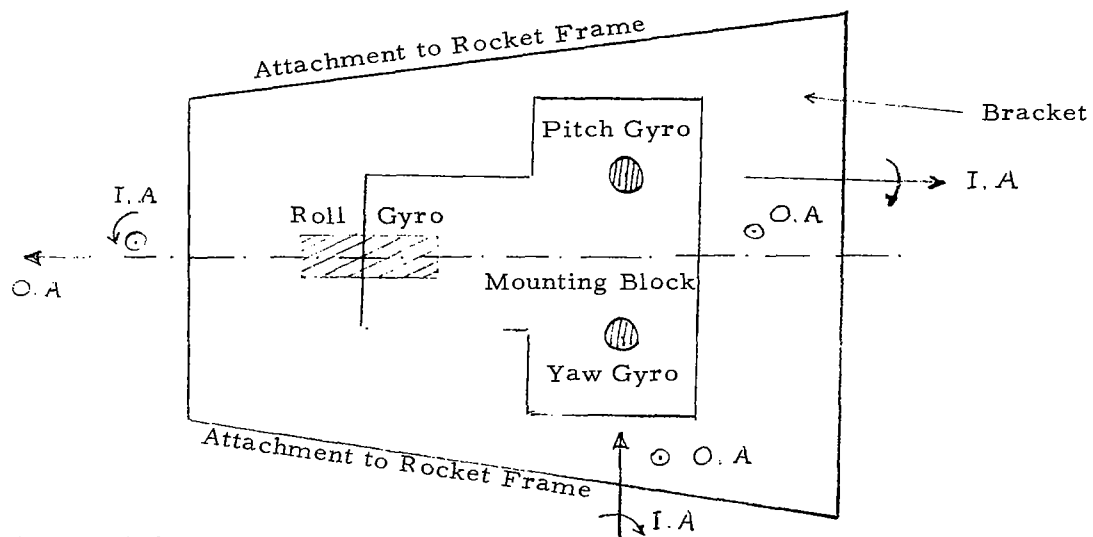 Attachment to Rocket Frame
Bracket
Pitch Gyro
I. A
I. A
O. A
Roll Gyro
O. A
Mounting Block
Yaw Gyro
O. A
Attachment to Rocket Frame
I. A